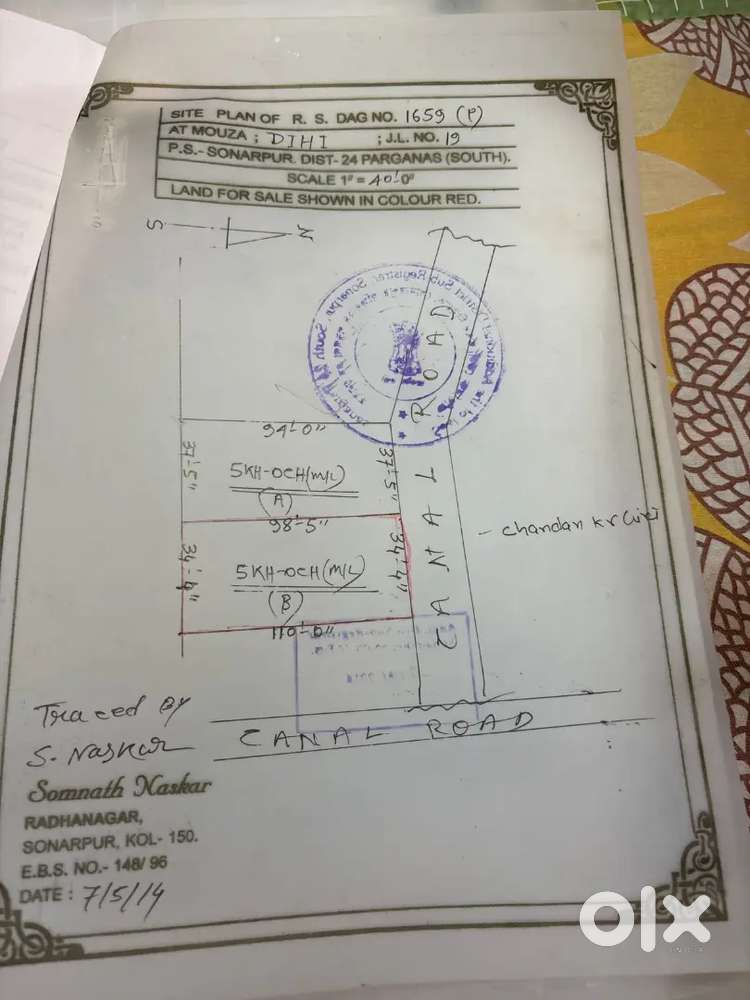 SITE PLAN OF R. S. DAG NO. 1659 (P)
AT MOUZA ; DIHI ; J.L. NO. 19
P.S.- SONARPUR. DIST- 24 PARGANAS (SOUTH).
SCALE 1" = 40'-0"
LAND FOR SALE SHOWN IN COLOUR RED.
S N
ROAD
94'-0"
37'-5"
5KH-0CH(M/L)
(A)
37'-5"
98'-5"
CANAL
- Chandan kr Giri
34'-4"
5KH-0CH(M/L)
(B)
34'-4"
110'-0"
CANAL ROAD
Traced By
S. Naskar
Somnath Naskar
RADHANAGAR,
SONARPUR, KOL- 150.
E.B.S. NO.- 148/ 96
DATE : 7/5/14
olx